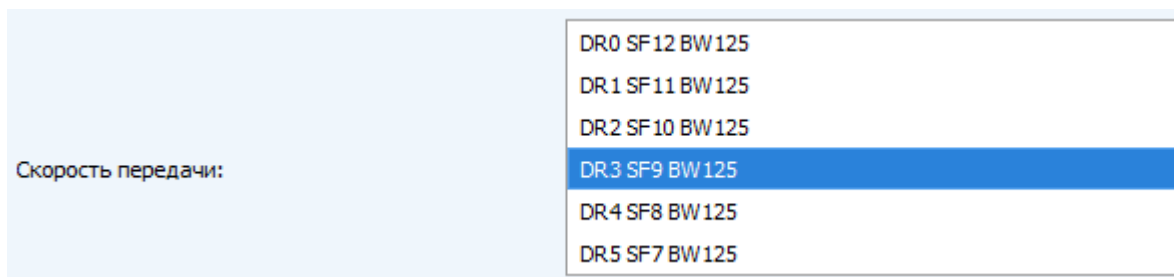 DR0 SF12 BW125
DR1 SF11 BW125
DR2 SF10 BW125
Скорость передачи:
DR3 SF9 BW125
DR4 SF8 BW125
DR5 SF7 BW125